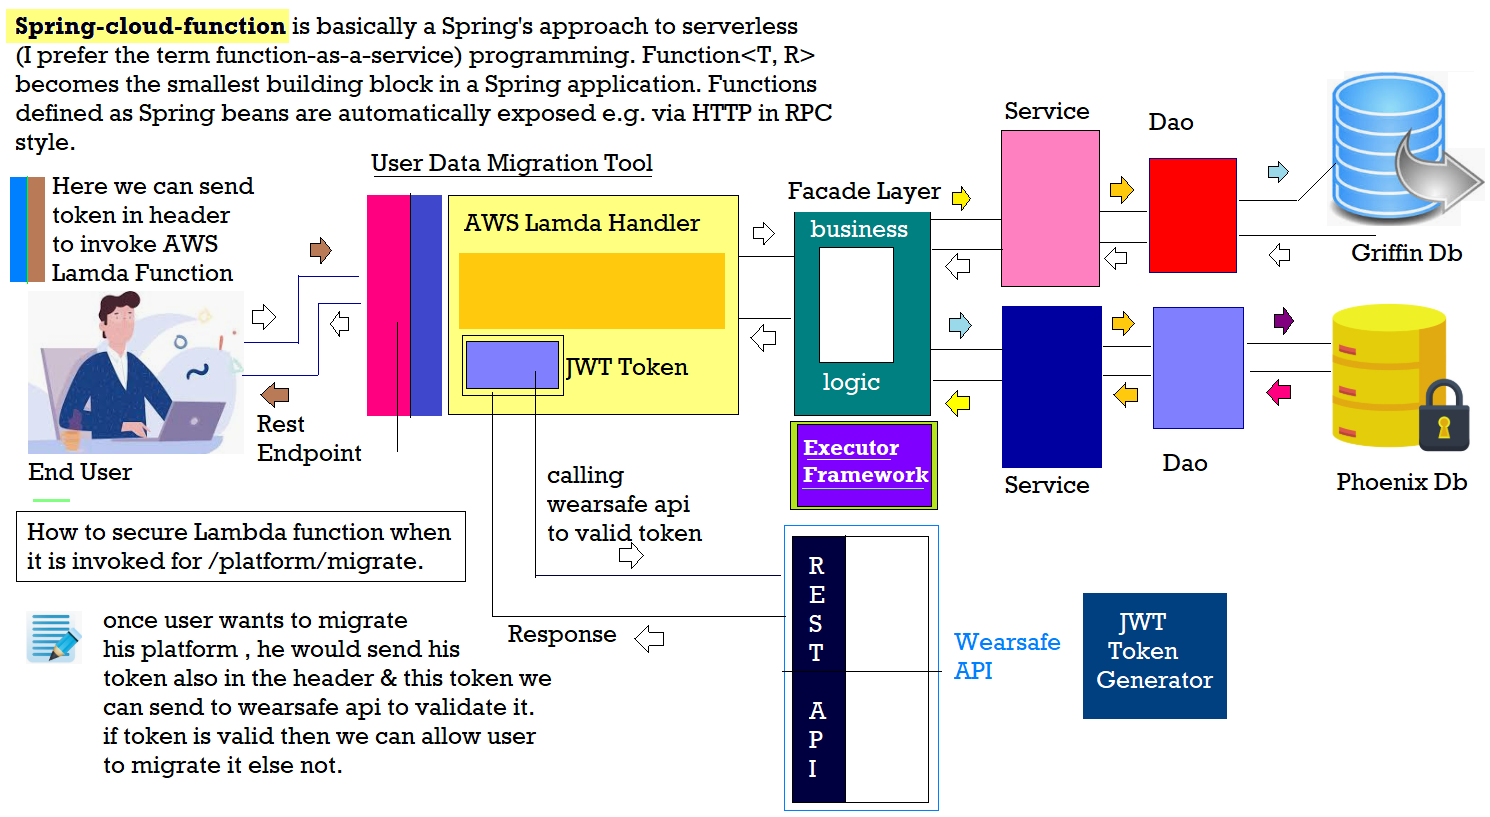 Spring-cloud-function is basically a Spring's approach to serverless
(I prefer the term function-as-a-service) programming. Function<T, R>
becomes the smallest building block in a Spring application. Functions
defined as Spring beans are automatically exposed e.g. via HTTP in RPC
style.
User Data Migration Tool
Here we can send
token in header
to invoke AWS
Lamda Function
AWS Lamda Handler
JWT Token
Facade Layer
business
logic
Executor
Framework
Service
Dao
Griffin Db
Service
Dao
Phoenix Db
End User
Rest
Endpoint
calling
wearsafe api
to valid token
Response
How to secure Lambda function when
it is invoked for /platform/migrate.
once user wants to migrate
his platform , he would send his
token also in the header & this token we
can send to wearsafe api to validate it.
if token is valid then we can allow user
to migrate it else not.
R
E
S
T
A
P
I
Wearsafe
API
JWT
Token
Generator